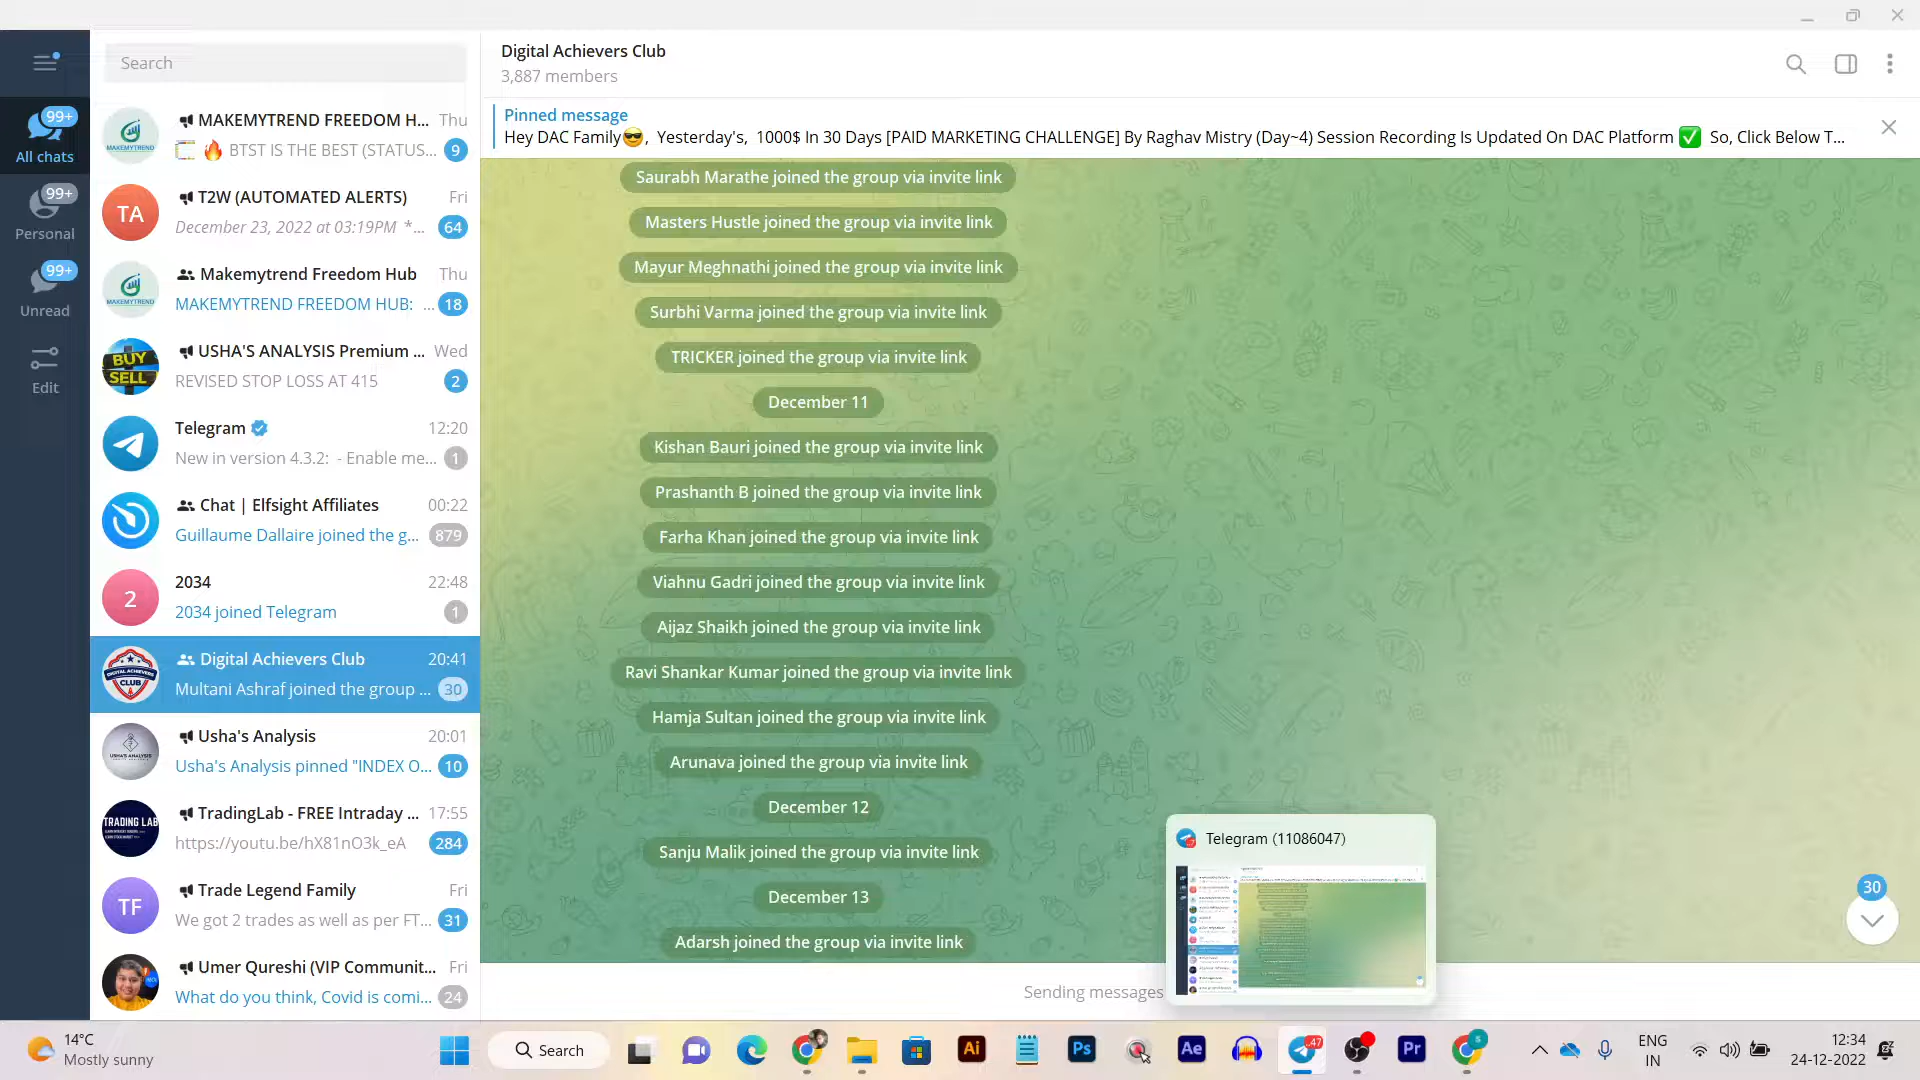 Search
Digital Achievers Club
3,887 members
Pinned message
Hey DAC Family😎, Yesterday's, 1000$ In 30 Days [PAID MARKETING CHALLENGE] By Raghav Mistry (Day~4) Session Recording Is Updated On DAC Platform ✅ So, Click Below T...
99+
All chats
99+
Personal
99+
Unread
Edit
MAKEMYTREND FREEDOM H... Thu
🔥 BTST IS THE BEST (STATUS... 9
TA
T2W (AUTOMATED ALERTS) Fri
December 23, 2022 at 03:19PM *... 64
Makemytrend Freedom Hub Thu
MAKEMYTREND FREEDOM HUB: ... 18
BUY
SELL
USHA'S ANALYSIS Premium ... Wed
REVISED STOP LOSS AT 415 2
Telegram 12:20
New in version 4.3.2: - Enable me... 1
Chat | Elfsight Affiliates 00:22
Guillaume Dallaire joined the g... 879
2
2034 22:48
2034 joined Telegram 1
Digital Achievers Club 20:41
Multani Ashraf joined the group ... 30
Usha's Analysis 20:01
Usha's Analysis pinned "INDEX O... 10
TRADING LAB
TradingLab - FREE Intraday ... 17:55
https://youtu.be/hX81nO3k_eA 284
TF
Trade Legend Family Fri
We got 2 trades as well as per FT... 31
Umer Qureshi (VIP Communit... Fri
What do you think, Covid is comi... 24
Saurabh Marathe joined the group via invite link
Masters Hustle joined the group via invite link
Mayur Meghnathi joined the group via invite link
Surbhi Varma joined the group via invite link
TRICKER joined the group via invite link
December 11
Kishan Bauri joined the group via invite link
Prashanth B joined the group via invite link
Farha Khan joined the group via invite link
Viahnu Gadri joined the group via invite link
Aijaz Shaikh joined the group via invite link
Ravi Shankar Kumar joined the group via invite link
Hamja Sultan joined the group via invite link
Arunava joined the group via invite link
December 12
Sanju Malik joined the group via invite link
December 13
Adarsh joined the group via invite link
30
Sending messages
Telegram (11086047)
14°C
Mostly sunny
Search
Ai
Ps
Ae
Pr
ENG
IN
12:34
24-12-2022